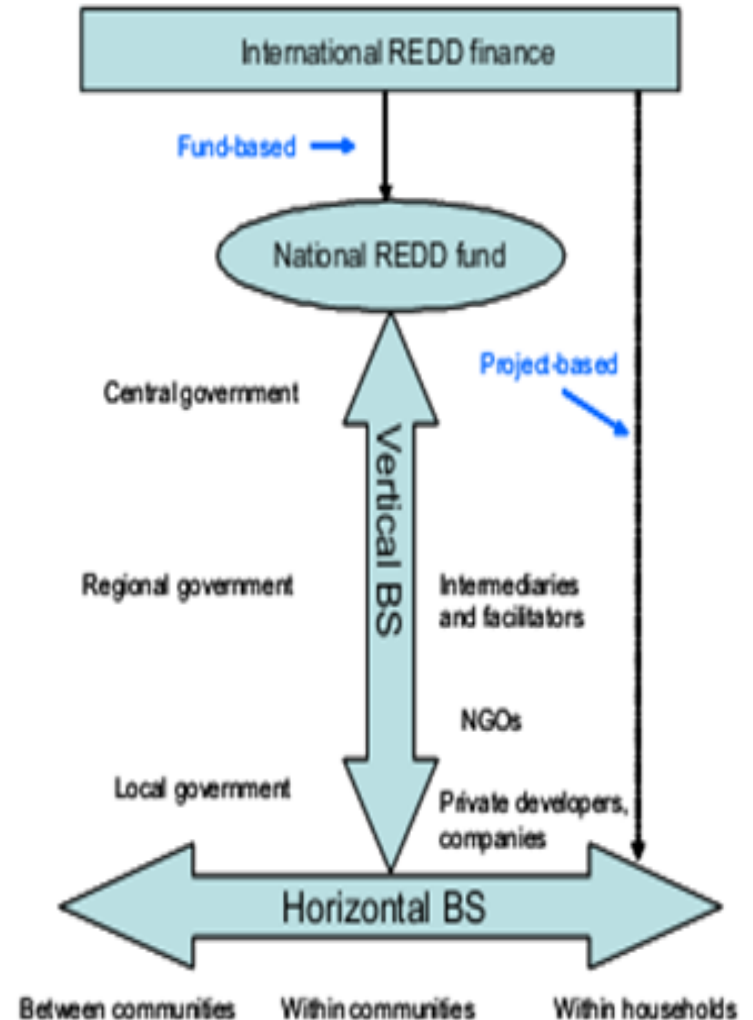 International REDD finance
Fund-based
National REDD fund
Project-based
Central government
Vertical BS
Regional government
Intermediaries
and facilitators
NGOs
Local government
Private developers,
companies
Horizontal BS
Between communities
Within communities
Within households